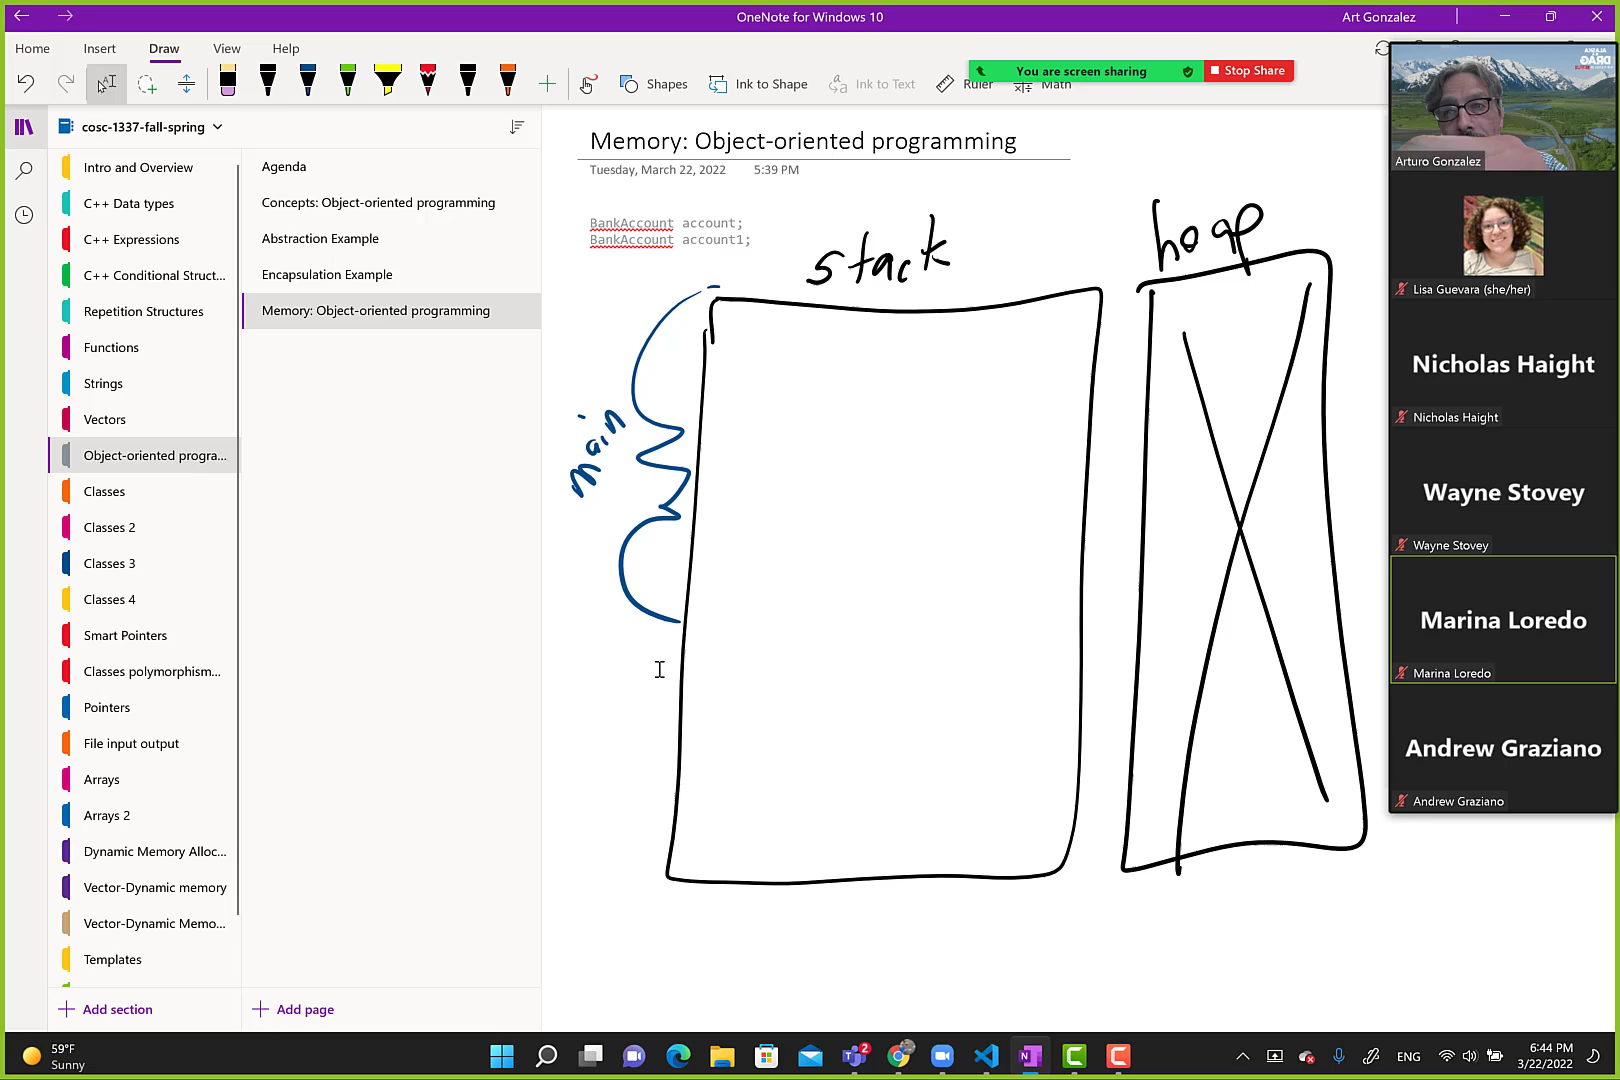 OneNote for Windows 10
Art Gonzalez
Home
Insert
Draw
View
Help
Shapes
Ink to Shape
Ink to Text
Ruler
Math
You are screen sharing
Stop Share
cosc-1337-fall-spring
Intro and Overview
C++ Data types
C++ Expressions
C++ Conditional Struct...
Repetition Structures
Functions
Strings
Vectors
Object-oriented progra...
Classes
Classes 2
Classes 3
Classes 4
Smart Pointers
Classes polymorphism...
Pointers
File input output
Arrays
Arrays 2
Dynamic Memory Alloc...
Vector-Dynamic memory
Vector-Dynamic Memo...
Templates
Add section
Agenda
Concepts: Object-oriented programming
Abstraction Example
Encapsulation Example
Memory: Object-oriented programming
Add page
Memory: Object-oriented programming
Tuesday, March 22, 2022 5:39 PM
BankAccount account;
BankAccount account1;
stack
heap
main
Arturo Gonzalez
Lisa Guevara (she/her)
Nicholas Haight
Nicholas Haight
Wayne Stovey
Wayne Stovey
Marina Loredo
Marina Loredo
Andrew Graziano
Andrew Graziano
59°F
Sunny
2
ENG
6:44 PM
3/22/2022